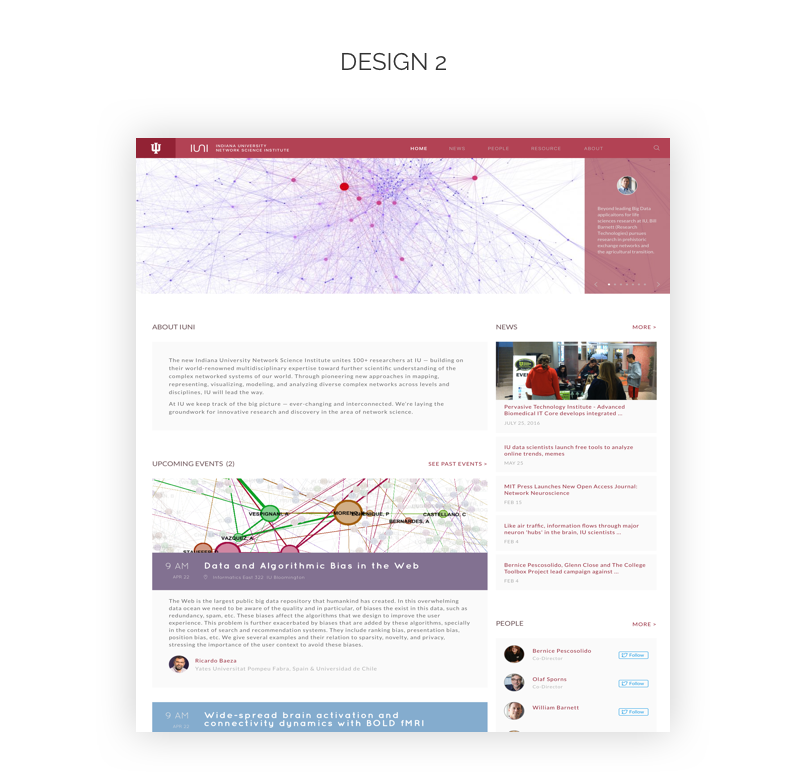 DESIGN 2
IUNI
INDIANA UNIVERSITY
NETWORK SCIENCE INSTITUTE
HOME NEWS PEOPLE RESOURCE ABOUT
Beyond leading Big Data
applications for life
sciences research at IU, Bill
Barnett (Research
Technologies) pursues
research in prehistoric
exchange networks and
the agricultural transition.
ABOUT IUNI
The new Indiana University Network Science Institute unites 100+ researchers at IU — building on
their world-renowned multidisciplinary expertise toward further scientific understanding of the
complex networked systems of our world. Through pioneering new approaches in mapping,
representing, visualizing, modeling, and analyzing diverse complex networks across levels and
disciplines, IU will lead the way.
At IU we keep track of the big picture — ever-changing and interconnected. We're laying the
groundwork for innovative research and discovery in the area of network science.
UPCOMING EVENTS (2)
SEE PAST EVENTS >
VESPIGNANI, A
CASTELLANO, C
BERNARDES, A
VAZQUEZ, A
9 AM
APR 12
Data and Algorithmic Bias in the Web
Informatics East 322, IU Bloomington
The Web is the largest public big data repository that humankind has created. In this overwhelming
data ocean we need to be aware of the quality and in particular, of biases the exist in this data, such as
redundancy, spam, etc. These biases affect the algorithms that we design to improve the user
experience. This problem is further exacerbated by biases that are added by these algorithms, specially
in the context of search and recommendation systems. They include ranking bias, presentation bias,
position bias, etc. We give several examples and their relation to sparsity, novelty, and privacy,
stressing the importance of the user context to avoid these biases.
Ricardo Baeza
Yates Universitat Pompeu Fabra, Spain & Universidad de Chile
9 AM
APR 12
Wide-spread brain activation and
connectivity dynamics with BOLD fMRI
NEWS
MORE >
Pervasive Technology Institute - Advanced
Biomedical IT Core develops integrated ...
JULY 25, 2016
IU data scientists launch free tools to analyze
online trends, memes
MAY 25
MIT Press Launches New Open Access Journal:
Network Neuroscience
FEB 15
Like air traffic, information flows through major
neuron 'hubs' in the brain, IU scientists ...
FEB 4
Bernice Pescosolido, Glenn Close and The College
Toolbox Project lead campaign against ...
FEB 4
PEOPLE
MORE >
Bernice Pescosolido
Co-Director
Follow
Olaf Sporns
Co-Director
Follow
William Barnett
Follow